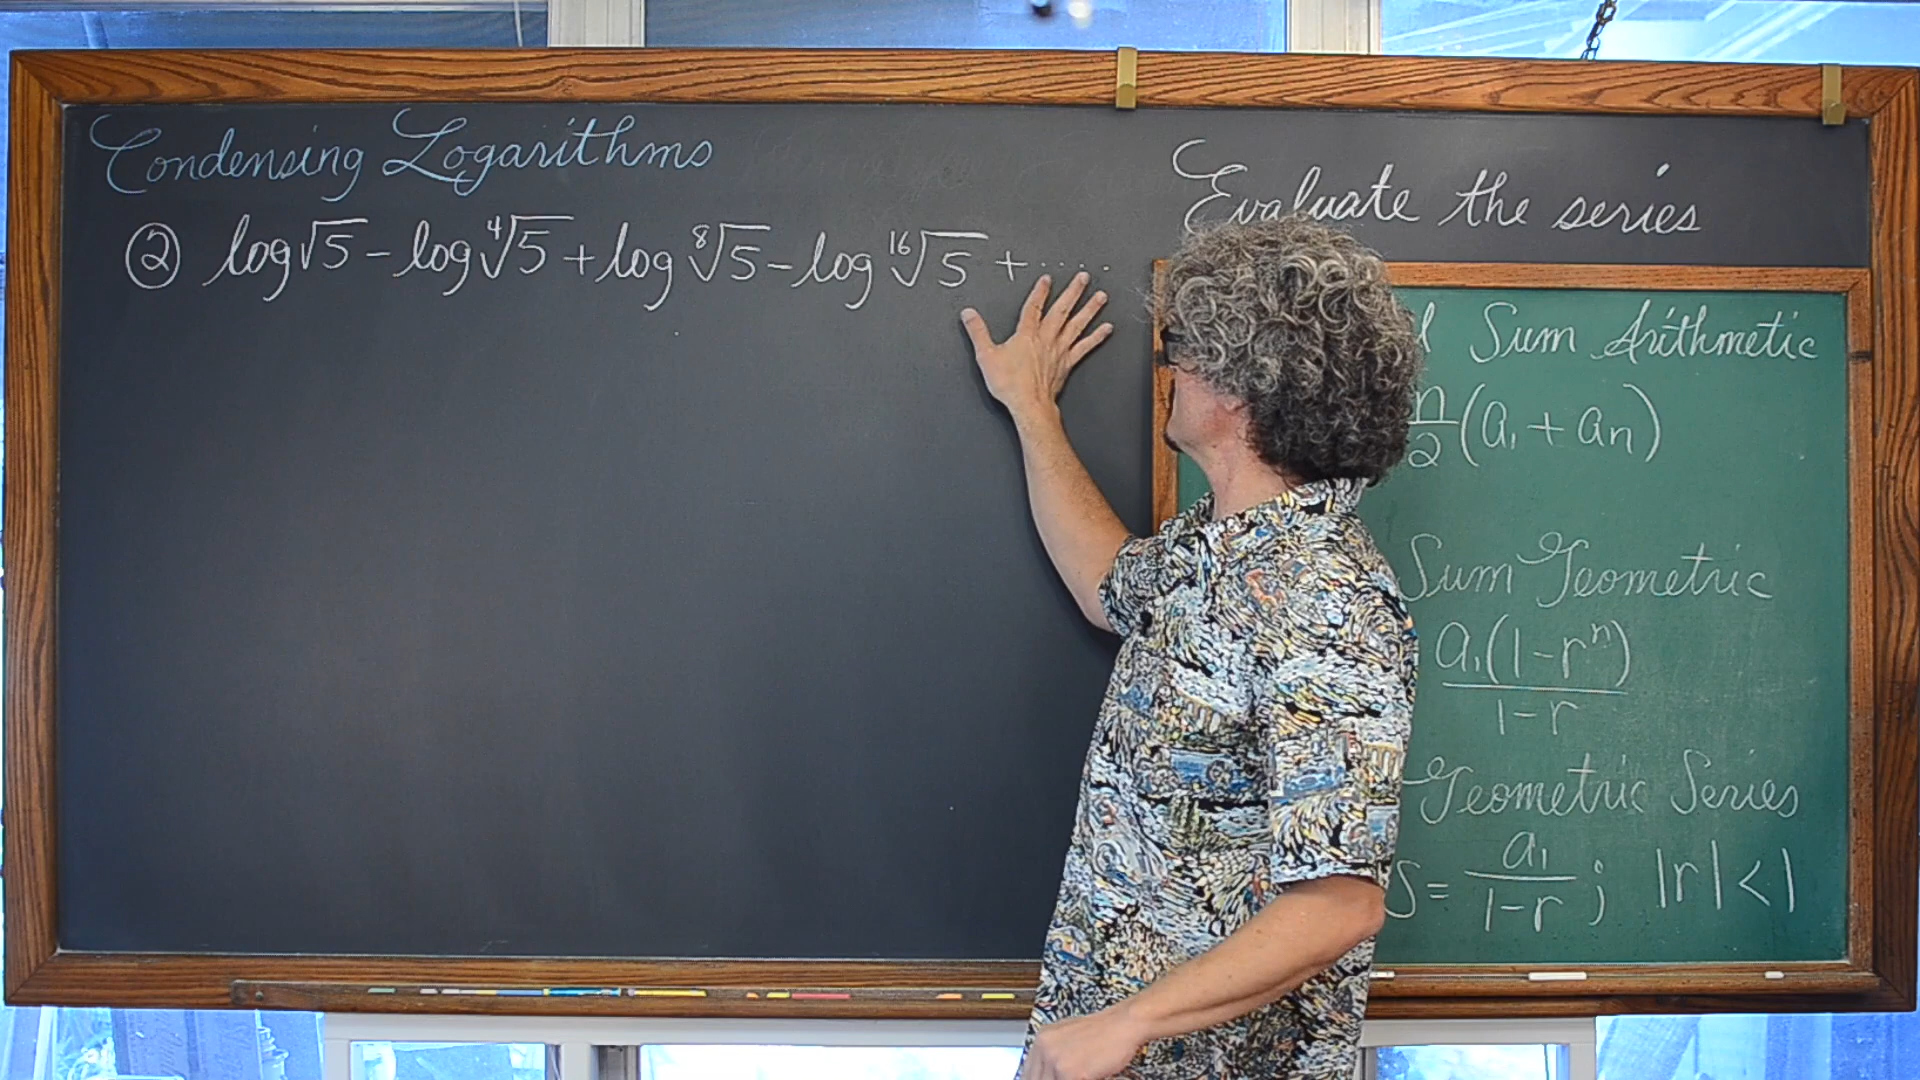 Condensing Logarithms
② log√5 - log ⁴√5 + log ⁸√5 - log ¹⁶√5 + .....
Evaluate the series
Sum Arithmetic
n/2 (a₁ + an)
Sum Geometric
a₁(1-rⁿ)/1-r
Geometric Series
S = a₁/1-r ; |r| < 1